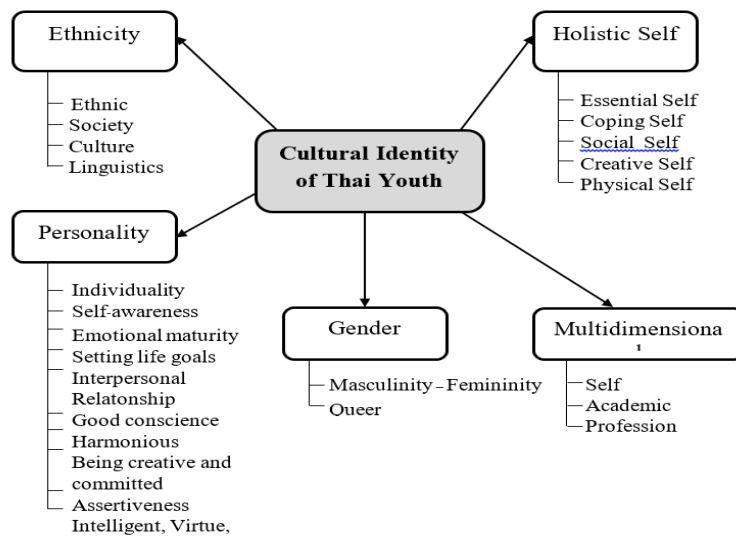 Ethnicity
Ethnic
Society
Culture
Linguistics
Holistic Self
Essential Self
Coping Self
Social Self
Creative Self
Physical Self
Cultural Identity
of Thai Youth
Personality
Individuality
Self-awareness
Emotional maturity
Setting life goals
Interpersonal
Relationship
Good conscience
Harmonious
Being creative and
committed
Assertiveness
Intelligent, Virtue,
Gender
Masculinity – Femininity
Queer
Multidimensiona
l
Self
Academic
Profession